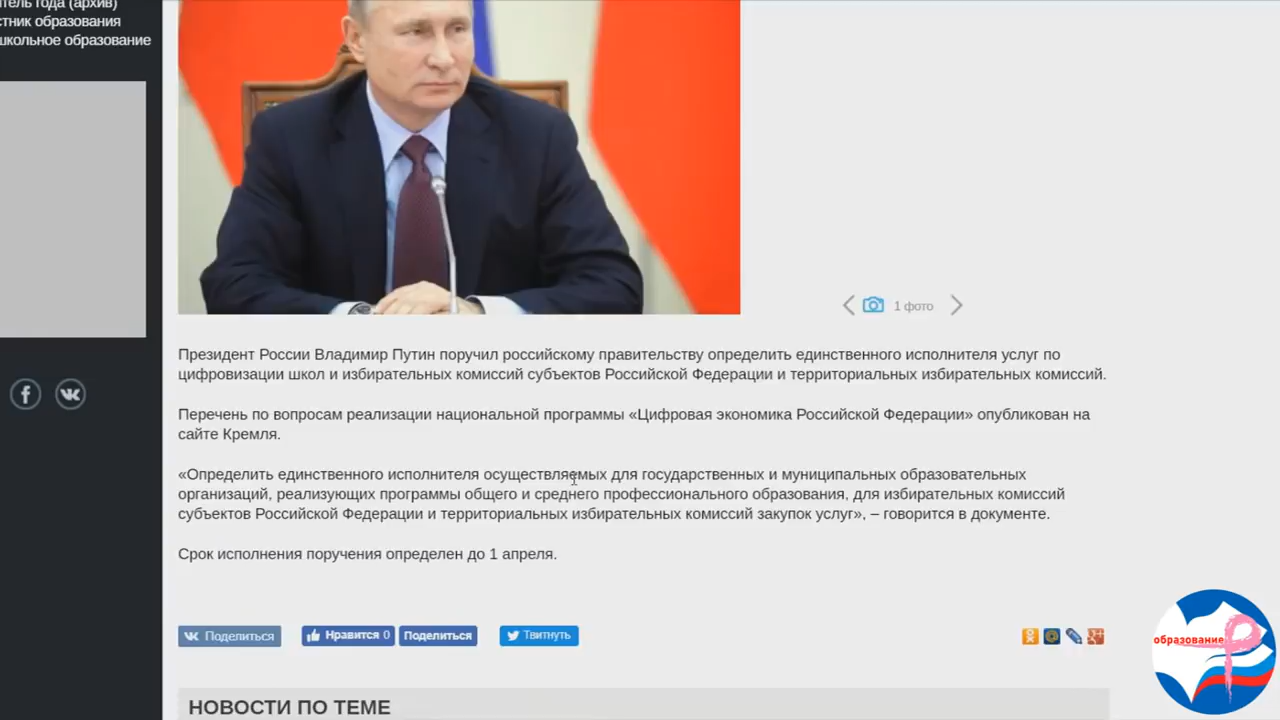 тель года (архив)
стник образования
школьное образование
1 фото
Президент России Владимир Путин поручил российскому правительству определить единственного исполнителя услуг по
цифровизации школ и избирательных комиссий субъектов Российской Федерации и территориальных избирательных комиссий.
Перечень по вопросам реализации национальной программы «Цифровая экономика Российской Федерации» опубликован на
сайте Кремля.
«Определить единственного исполнителя осуществляемых для государственных и муниципальных образовательных
организаций, реализующих программы общего и среднего профессионального образования, для избирательных комиссий
субъектов Российской Федерации и территориальных избирательных комиссий закупок услуг», – говорится в документе.
Срок исполнения поручения определен до 1 апреля.
Поделиться
Нравится 0
Поделиться
Твитнуть
образование
НОВОСТИ ПО ТЕМЕ